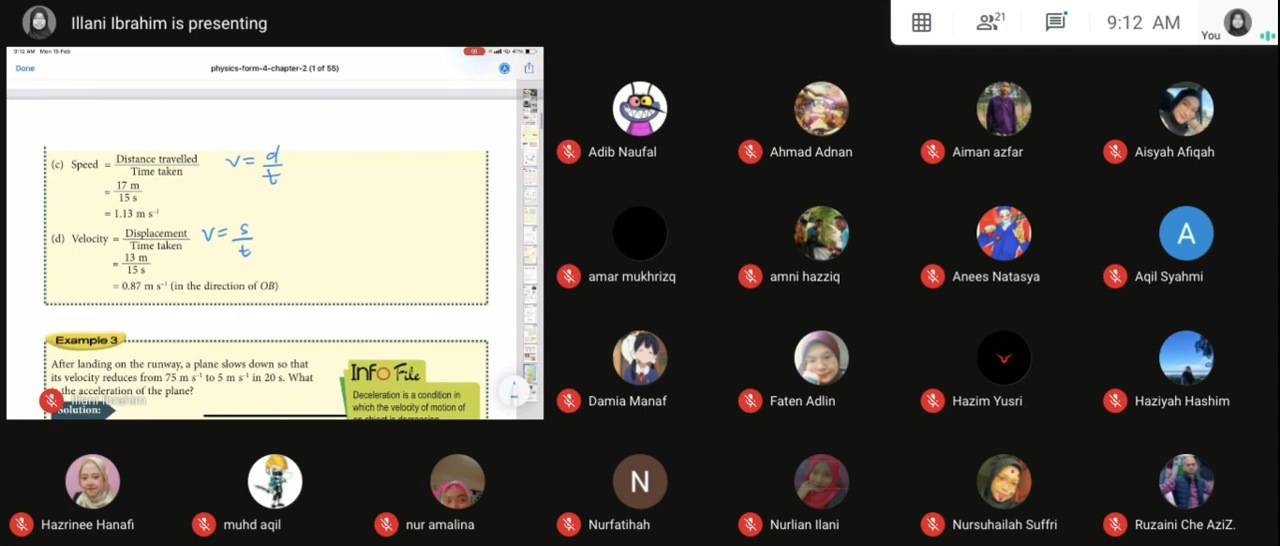 Illani Ibrahim is presenting
21
9:12 AM
You
9:12 AM Mon 15 Feb
47%
Done
physics-form-4-chapter-2 (1 of 55)
(c) Speed = Distance travelled / Time taken
v = d / t
= 17 m / 15 s
= 1.13 m s⁻¹
(d) Velocity = Displacement / Time taken
v = s / t
= 13 m / 15 s
= 0.87 m s⁻¹ (in the direction of OB)
Example 3
After landing on the runway, a plane slows down so that
its velocity reduces from 75 m s⁻¹ to 5 m s⁻¹ in 20 s. What
the acceleration of the plane?
Solution:
Info File
Deceleration is a condition in
which the velocity of motion of
an object is decreasing
Adib Naufal
Ahmad Adnan
Aiman azfar
Aisyah Afiqah
amar mukhrizq
amni hazziq
Anees Natasya
A
Aqil Syahmi
Damia Manaf
Faten Adlin
Hazim Yusri
Haziyah Hashim
Hazrinee Hanafi
muhd aqil
nur amalina
N
Nurfatihah
Nurlian Ilani
Nursuhailah Suffri
Ruzaini Che AziZ.